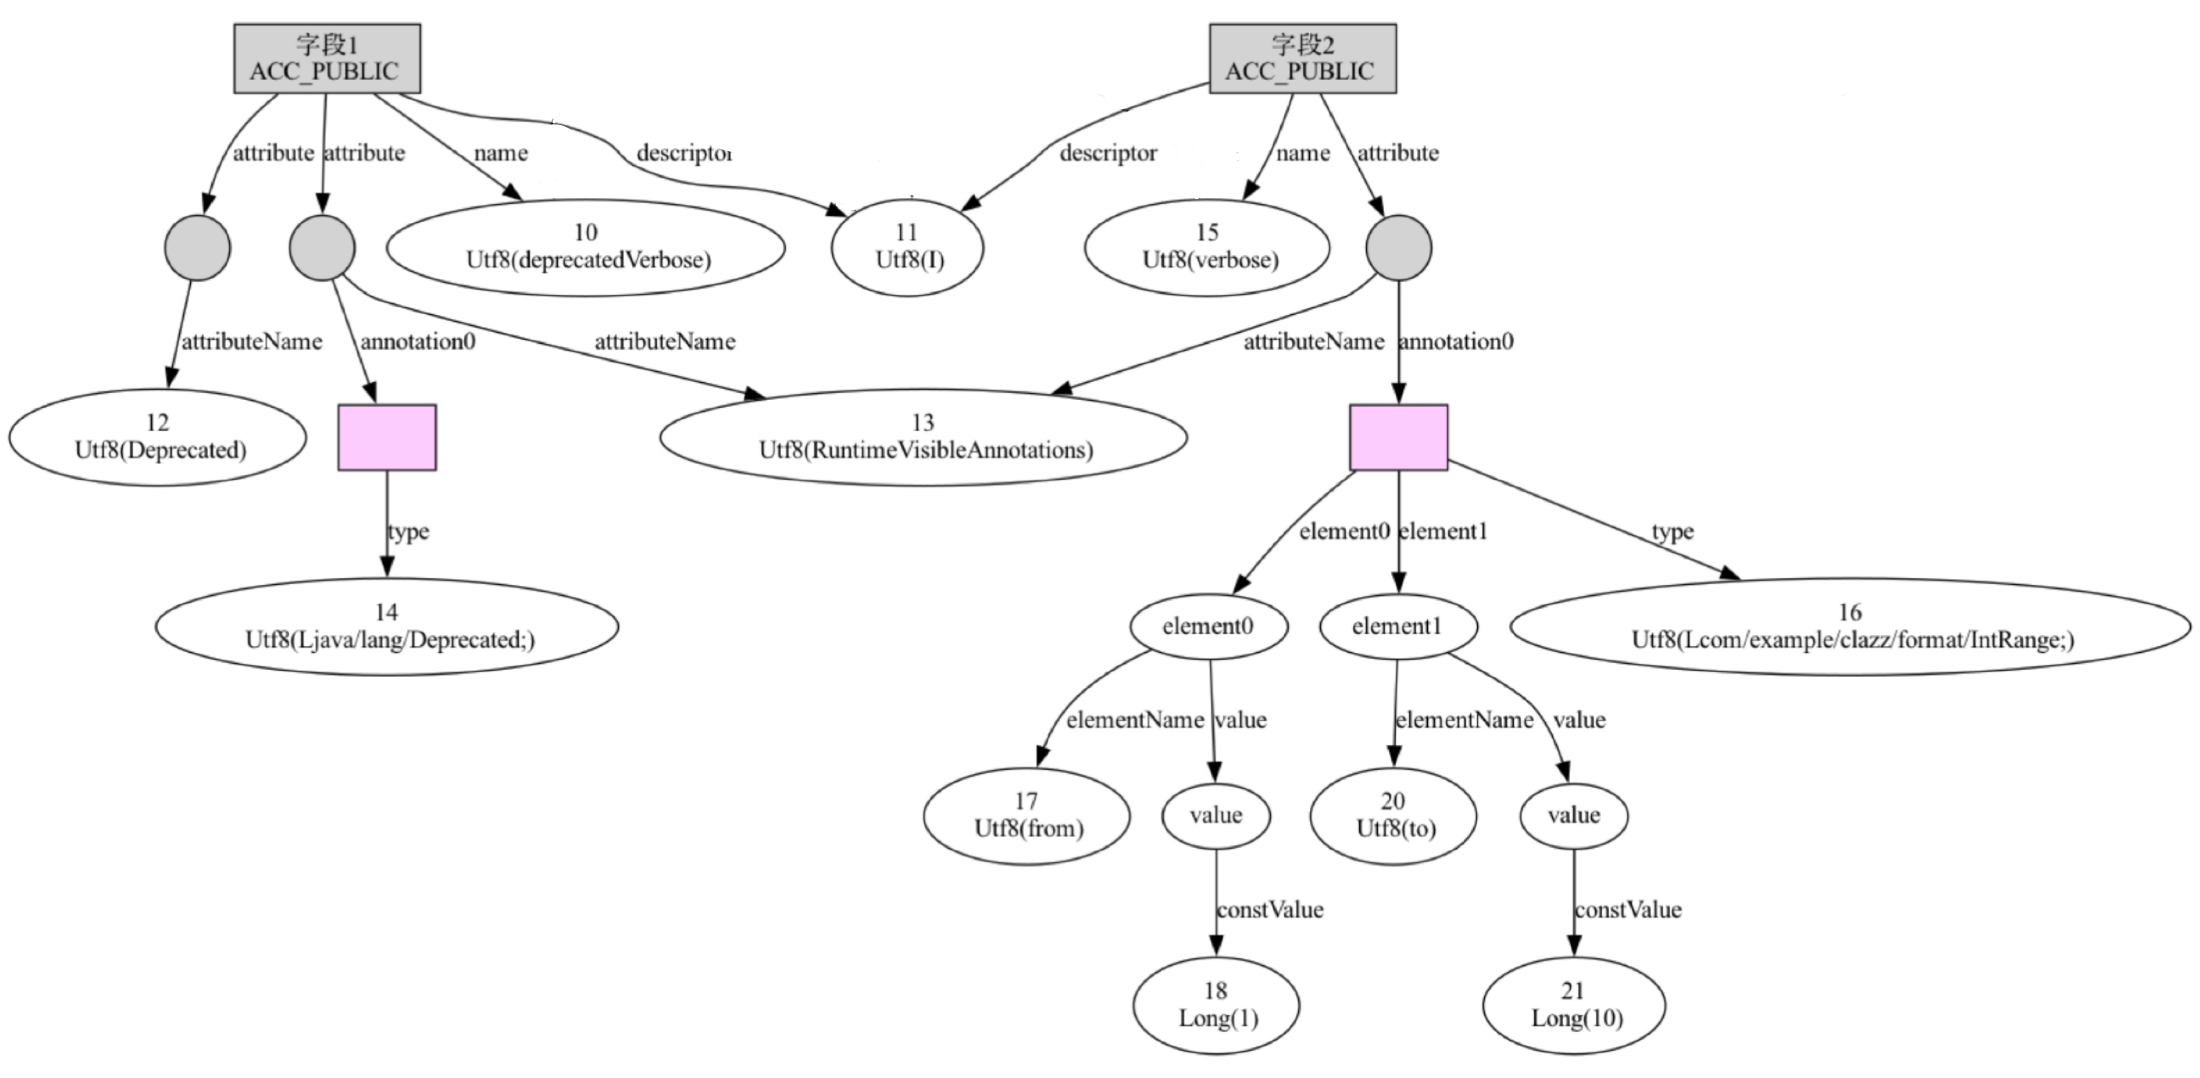 字段1
ACC_PUBLIC
字段2
ACC_PUBLIC
attribute
attribute
name
descriptor
descriptor
name
attribute
10
Utf8(deprecatedVerbose)
11
Utf8(I)
15
Utf8(verbose)
attributeName
annotation0
attributeName
attributeName
annotation0
12
Utf8(Deprecated)
13
Utf8(RuntimeVisibleAnnotations)
type
element0
element1
type
14
Utf8(Ljava/lang/Deprecated;)
element0
element1
16
Utf8(Lcom/example/clazz/format/IntRange;)
elementName
value
elementName
value
17
Utf8(from)
value
20
Utf8(to)
value
constValue
constValue
18
Long(1)
21
Long(10)